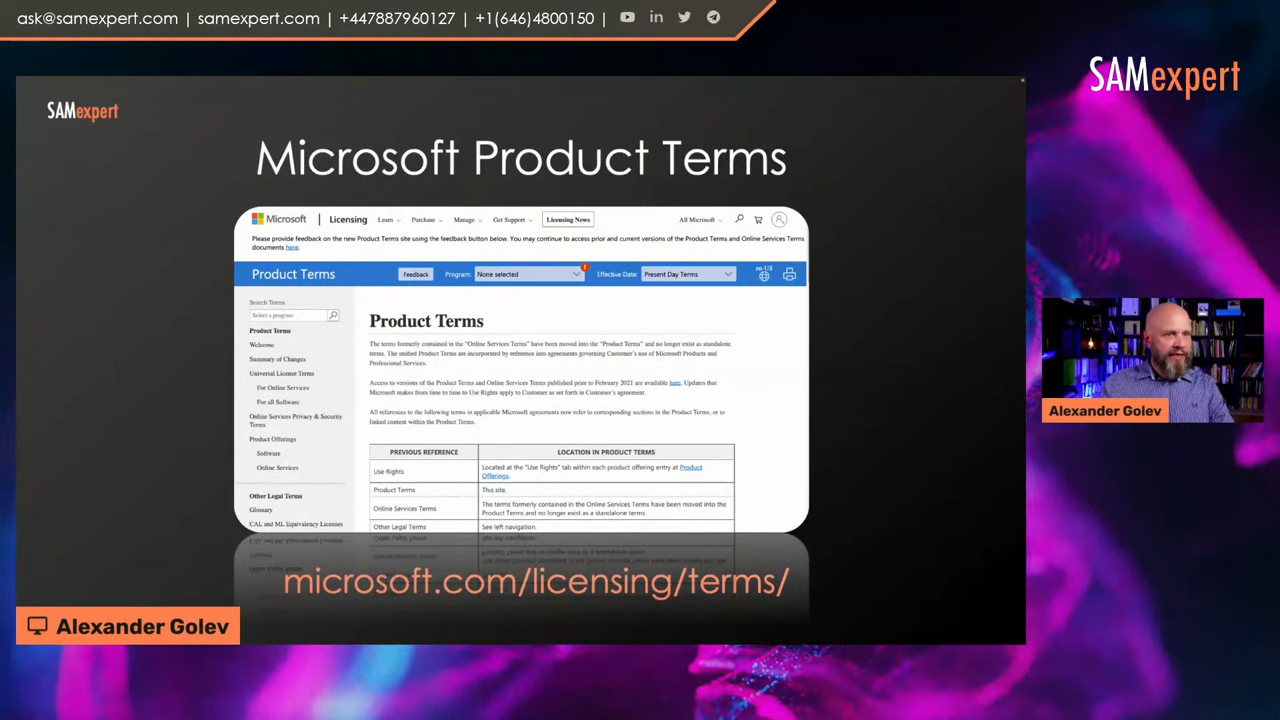 ask@samexpert.com | samexpert.com | +447887960127 | +1(646)4800150 |
SAMexpert
SAMexpert
Microsoft Product Terms
Microsoft | Licensing Learn Purchase Manage Get Support Licensing News All Microsoft
Please provide feedback on the new Product Terms site using the feedback button below. You may continue to access prior and current versions of the Product Terms and Online Services Terms
documents here.
Product Terms Feedback Program: None selected Effective Date: Present Day Terms en-US
Search Terms
Select a program
Product Terms
Welcome
Summary of Changes
Universal License Terms
For Online Services
For all Software
Online Services Privacy & Security
Terms
Product Offerings
Software
Online Services
Other Legal Terms
Glossary
CAL and ML Equivalency Licenses
Product Terms
The terms formerly contained in the "Online Services Terms" have been moved into the "Product Terms" and no longer exist as standalone
terms. The unified Product Terms are incorporated by reference into agreements governing Customer's use of Microsoft Products and
Professional Services.
Access to versions of the Product Terms and Online Services Terms published prior to February 2021 are available here. Updates that
Microsoft makes from time to time to Use Rights apply to Customer as set forth in Customer's agreement.
All references to the following terms in applicable Microsoft agreements now refer to corresponding sections in the Product Terms, or to
linked content within the Product Terms.
PREVIOUS REFERENCE LOCATION IN PRODUCT TERMS
Use Rights Located at the "Use Rights" tab within each product offering entry at Product
Offerings.
Product Terms This site.
Online Services Terms The terms formerly contained in the Online Services Terms have been moved into the
Product Terms and no longer exist as a standalone terms.
Other Legal Terms See left navigation.
microsoft.com/licensing/terms/
Alexander Golev
Alexander Golev